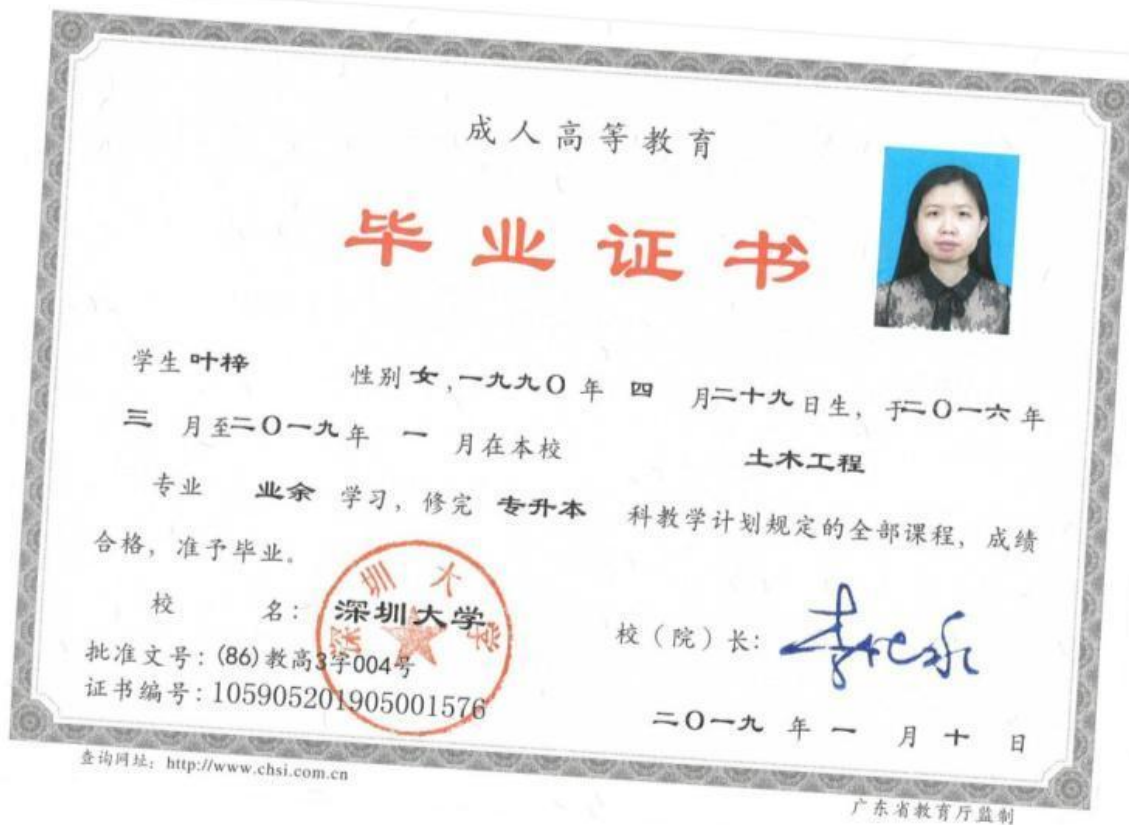 成人高等教育
毕业证书
学生 叶梓 性别 女,一九九〇 年 四 月二十九日生，于二〇一六年
三 月至二〇一九年 一 月在本校 土木工程
专业 业余 学习，修完 专升本 科教学计划规定的全部课程，成绩
合格，准予毕业。
校 名：深圳大学
深圳大学
校（院）长：
批准文号：(86)教高3字004号
证书编号：105905201905001576
二〇一九 年 一 月 十 日
查询网址：http://www.chsi.com.cn
广东省教育厅监制